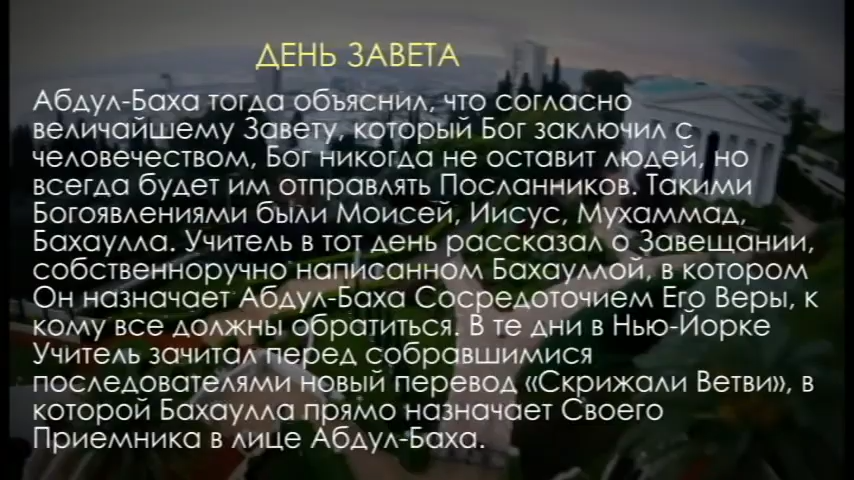 ДЕНЬ ЗАВЕТА
Абдул-Баха тогда объяснил, что согласно
величайшему Завету, который Бог заключил с
человечеством, Бог никогда не оставит людей, но
всегда будет им отправлять Посланников. Такими
Богоявлениями были Моисей, Иисус, Мухаммад,
Бахаулла. Учитель в тот день рассказал о Завещании,
собственноручно написанном Бахауллой, в котором
Он назначает Абдул-Баха Сосредоточием Его Веры, к
кому все должны обратиться. В те дни в Нью-Йорке
Учитель зачитал перед собравшимися
последователями новый перевод «Скрижали Ветви», в
которой Бахаулла прямо назначает Своего
Приемника в лице Абдул-Баха.